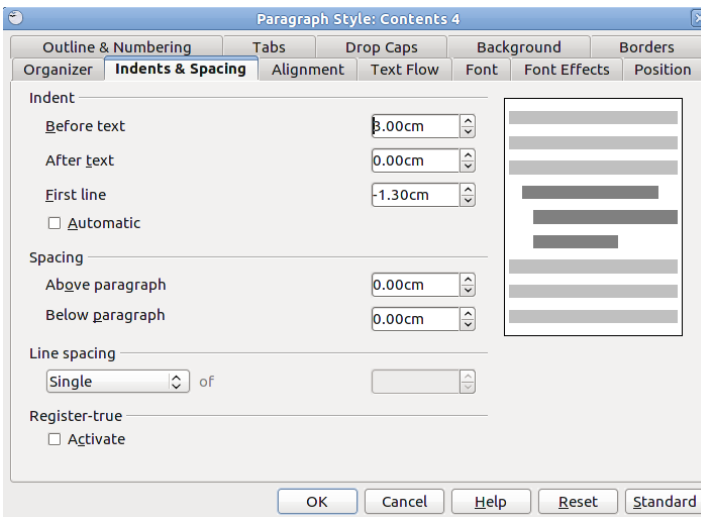 Paragraph Style: Contents 4
Outline & Numbering Tabs Drop Caps Background Borders
Organizer Indents & Spacing Alignment Text Flow Font Font Effects Position
Indent
Before text 3.00cm
After text 0.00cm
First line -1.30cm
Automatic
Spacing
Above paragraph 0.00cm
Below paragraph 0.00cm
Line spacing
Single of
Register-true
Activate
OK Cancel Help Reset Standard